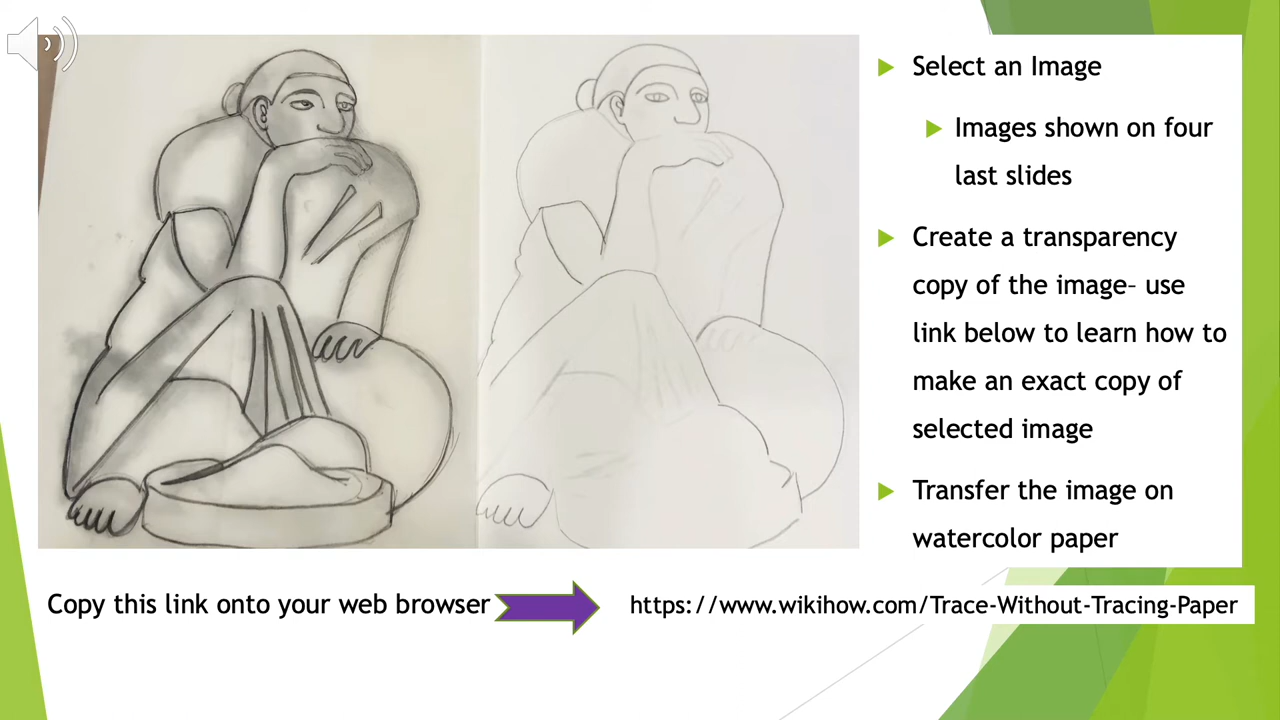 Select an Image
Images shown on four
last slides
Create a transparency
copy of the image– use
link below to learn how to
make an exact copy of
selected image
Transfer the image on
watercolor paper
Copy this link onto your web browser
https://www.wikihow.com/Trace-Without-Tracing-Paper